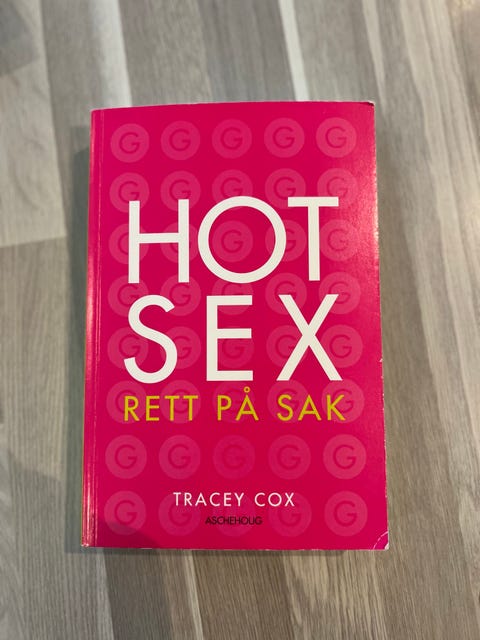 G G G G G
G G G G G
HOT
SEX
RETT PÅ SAK
G G G G G
TRACEY COX
G G G G G
ASCHEHOUG